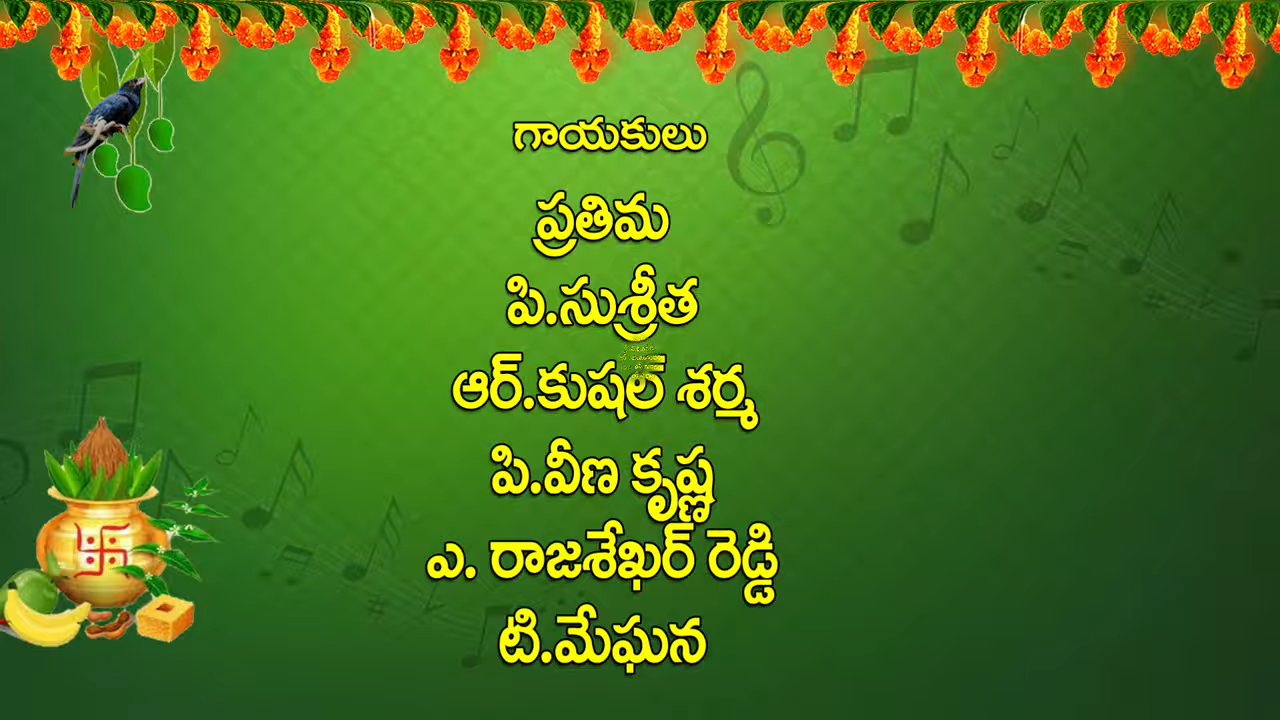 గాయకులు
ప్రతిమ
పి.సుశ్రీత
ఆర్.కుషల్ శర్మ
పి.వీణ కృష్ణ
ఎ. రాజశేఖర్ రెడ్డి
టి.మేఘన